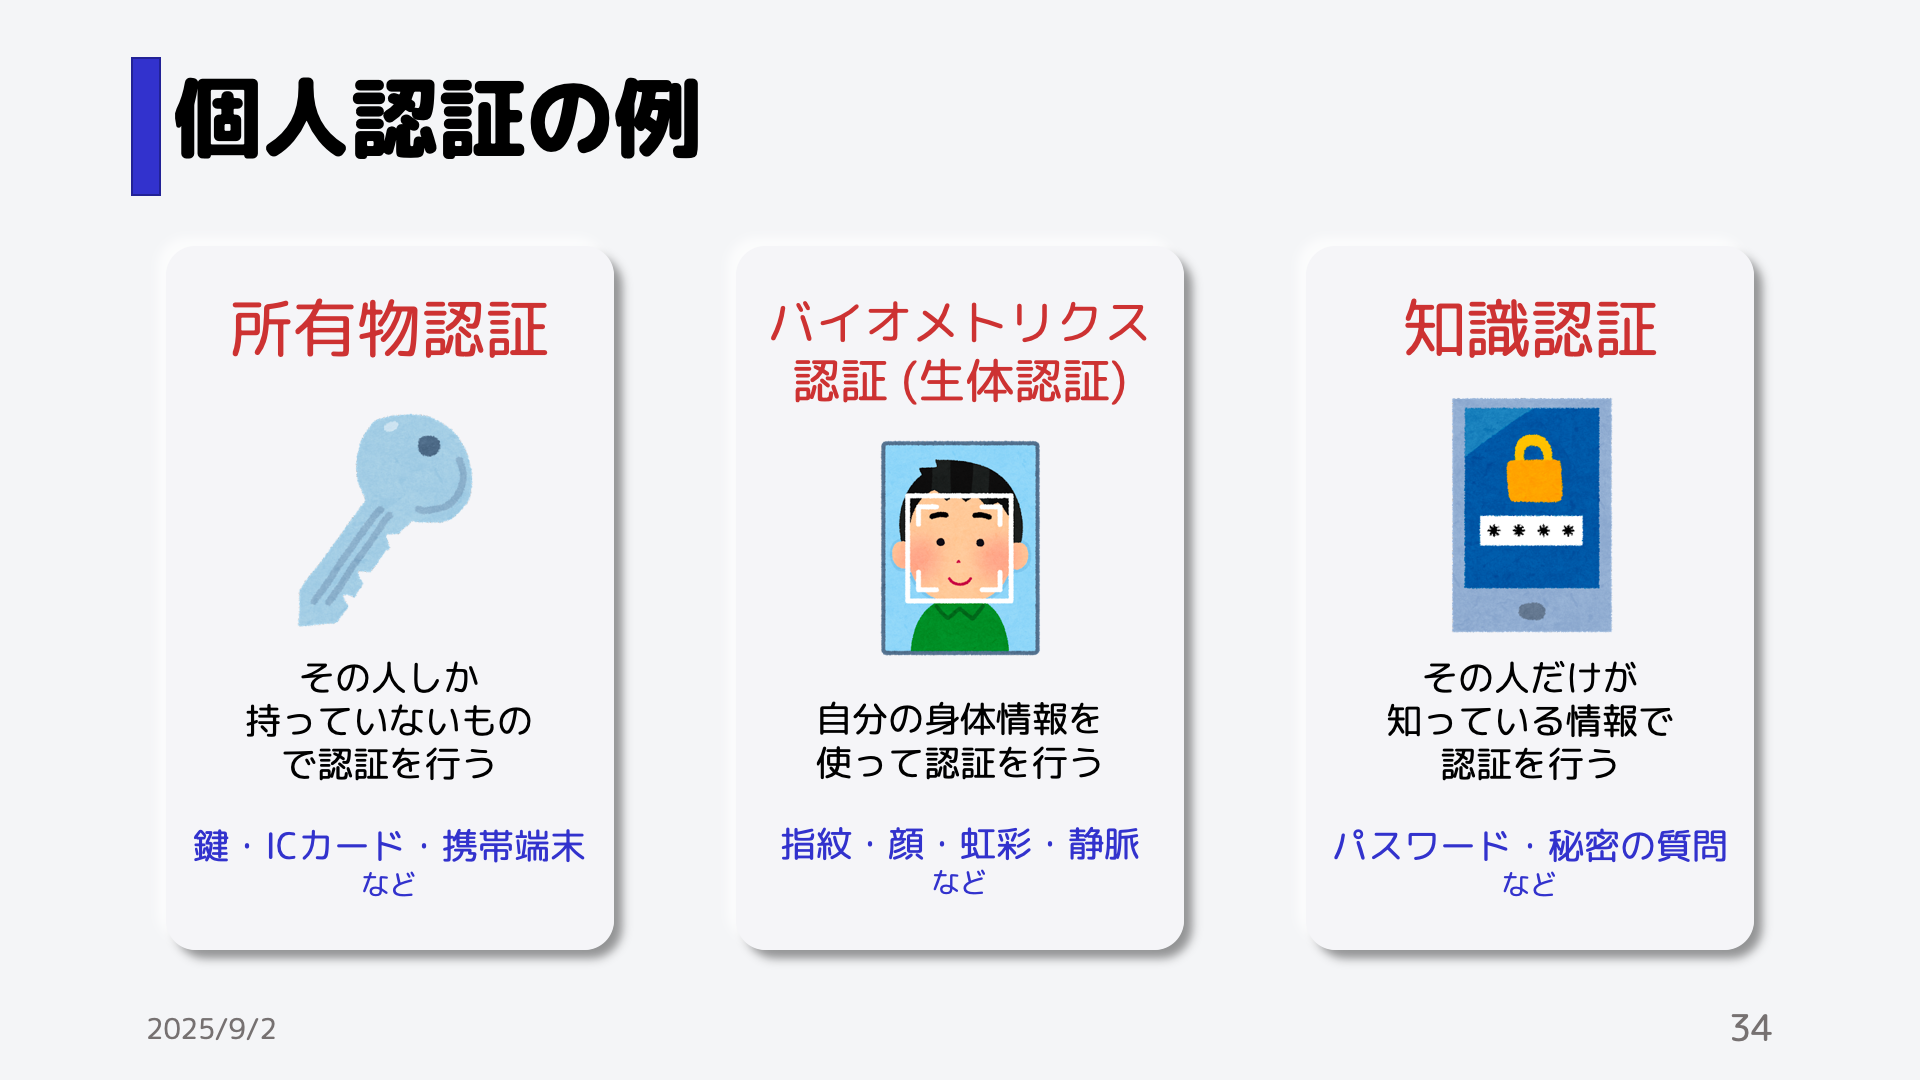 個人認証の例
所有物認証
その人しか
持っていないもの
で認証を行う
鍵・ICカード・携帯端末
など
バイオメトリクス
認証 (生体認証)
自分の身体情報を
使って認証を行う
指紋・顔・虹彩・静脈
など
知識認証
＊＊＊＊
その人だけが
知っている情報で
認証を行う
パスワード・秘密の質問
など
2025/9/2
34